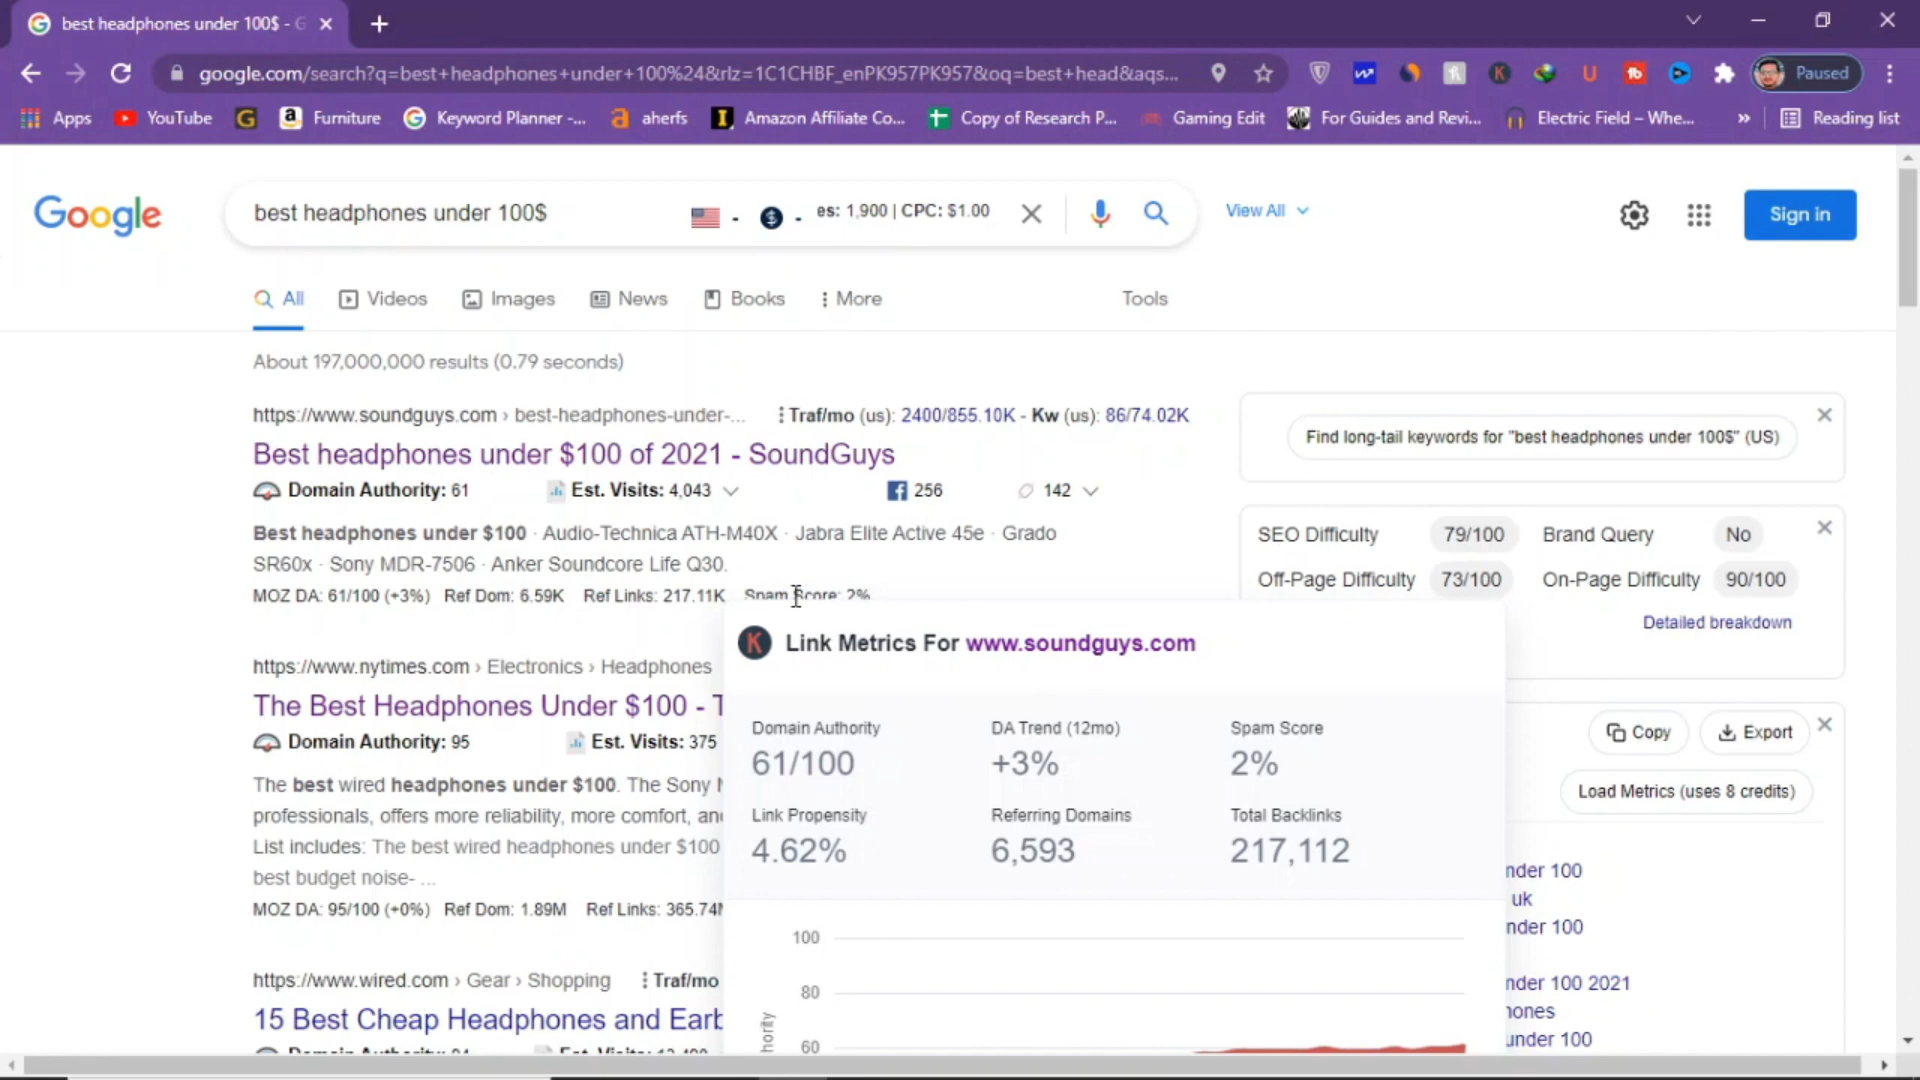 best headphones under 100$ - G
google.com/search?q=best+headphones+under+100%24&rlz=1C1CHBF_enPK957PK957&oq=best+head&aqs...
Paused
Apps
YouTube
Furniture
Keyword Planner -...
aherfs
Amazon Affiliate Co...
Copy of Research P...
Gaming Edit
For Guides and Revi...
Electric Field – Whe...
»
Reading list
Google
best headphones under 100$
es: 1,900 | CPC: $1.00
View All
Sign in
All
Videos
Images
News
Books
More
Tools
About 197,000,000 results (0.79 seconds)
https://www.soundguys.com › best-headphones-under-...
Traf/mo (us): 2400/855.10K - Kw (us): 86/74.02K
Best headphones under $100 of 2021 - SoundGuys
Domain Authority: 61
Est. Visits: 4,043
256
142
Best headphones under $100 · Audio-Technica ATH-M40X · Jabra Elite Active 45e · Grado
SR60x · Sony MDR-7506 · Anker Soundcore Life Q30.
MOZ DA: 61/100 (+3%) Ref Dom: 6.59K Ref Links: 217.11K Spam Score: 2%
https://www.nytimes.com › Electronics › Headphones
The Best Headphones Under $100 -
Domain Authority: 95
Est. Visits: 375
The best wired headphones under $100. The Sony
professionals, offers more reliability, more comfort,
List includes: The best wired headphones under $100
best budget noise- ...
MOZ DA: 95/100 (+0%) Ref Dom: 1.89M Ref Links: 365.74M
https://www.wired.com › Gear › Shopping
Traf/mo
15 Best Cheap Headphones and
Link Metrics For www.soundguys.com
Domain Authority
61/100
DA Trend (12mo)
+3%
Spam Score
2%
Link Propensity
4.62%
Referring Domains
6,593
Total Backlinks
217,112
100
80
60
Find long-tail keywords for "best headphones under 100$" (US)
SEO Difficulty 79/100
Brand Query No
Off-Page Difficulty 73/100
On-Page Difficulty 90/100
Detailed breakdown
Copy
Export
Load Metrics (uses 8 credits)
nder 100
uk
nder 100
nder 100 2021
nones
under 100